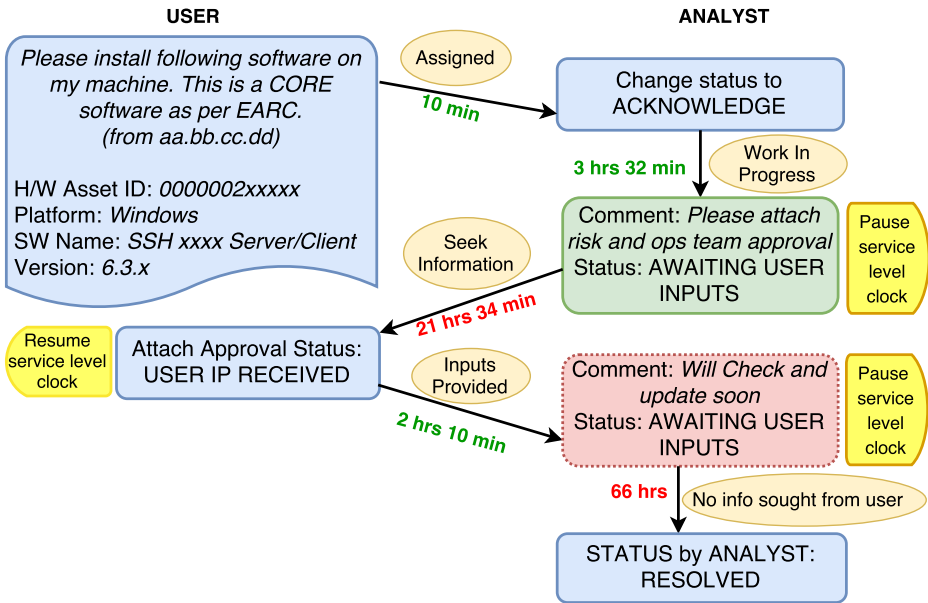 USER
ANALYST
Please install following software on
my machine. This is a CORE
software as per EARC.
(from aa.bb.cc.dd)
H/W Asset ID: 0000002xxxxx
Platform: Windows
SW Name: SSH xxxx Server/Client
Version: 6.3.x
Assigned
10 min
Change status to
ACKNOWLEDGE
3 hrs 32 min
Work In
Progress
Comment: Please attach
risk and ops team approval
Status: AWAITING USER
INPUTS
Pause
service
level
clock
Seek
Information
21 hrs 34 min
Resume
service level
clock
Attach Approval Status:
USER IP RECEIVED
Inputs
Provided
2 hrs 10 min
Comment: Will Check and
update soon
Status: AWAITING USER
INPUTS
Pause
service
level
clock
66 hrs
No info sought from user
STATUS by ANALYST:
RESOLVED